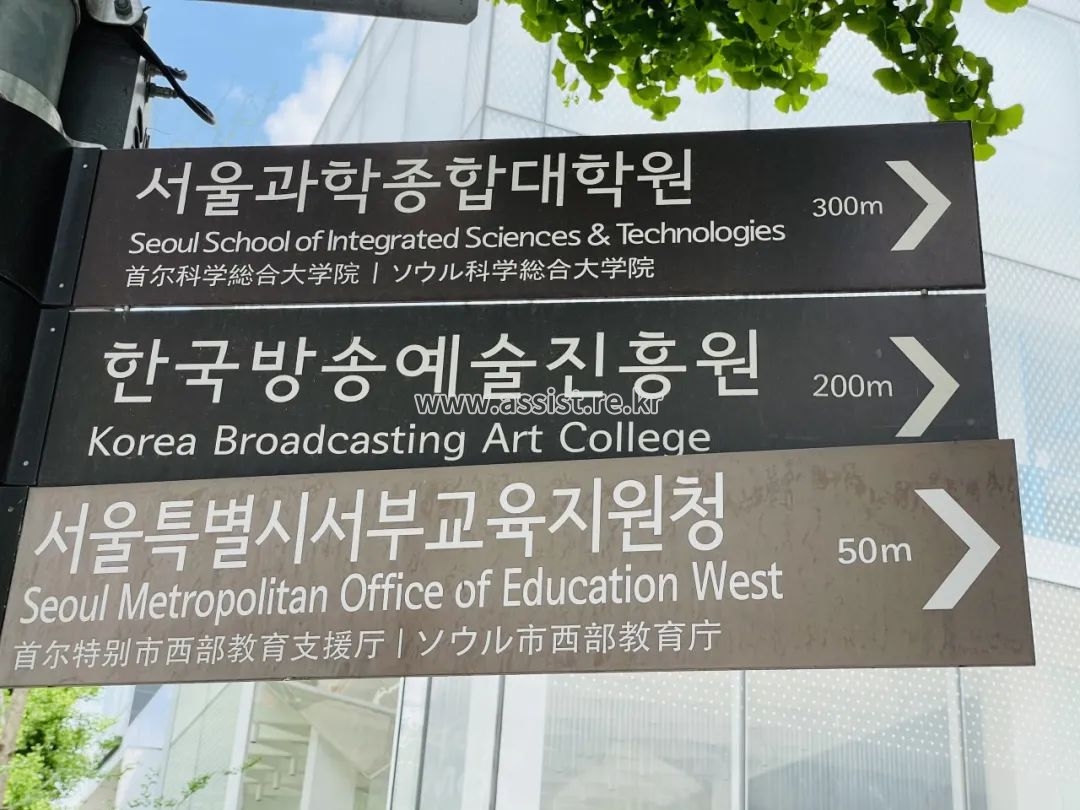 서울과학종합대학원
300m
Seoul School of Integrated Sciences & Technologies
首尔科学総合大学院 | ソウル科学総合大学院
한국방송예술진흥원
200m
www.assist.re.kr
Korea Broadcasting Art College
서울특별시서부교육지원청
50m
Seoul Metropolitan Office of Education West
首尔特别市西部教育支援厅 | ソウル市西部教育庁